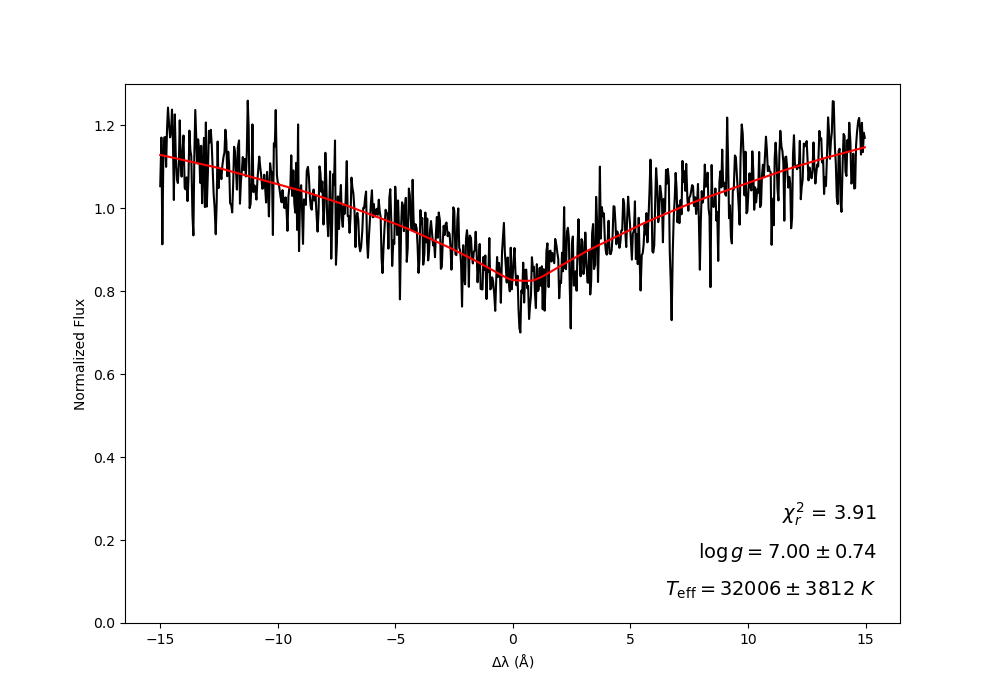 1.2
1.0
0.8
0.6
0.4
0.2
0.0
Normalized Flux
χ²ᵣ = 3.91
log g = 7.00 ± 0.74
T_eff = 32006 ± 3812 K
−15 −10 −5 0 5 10 15
Δλ (Å)